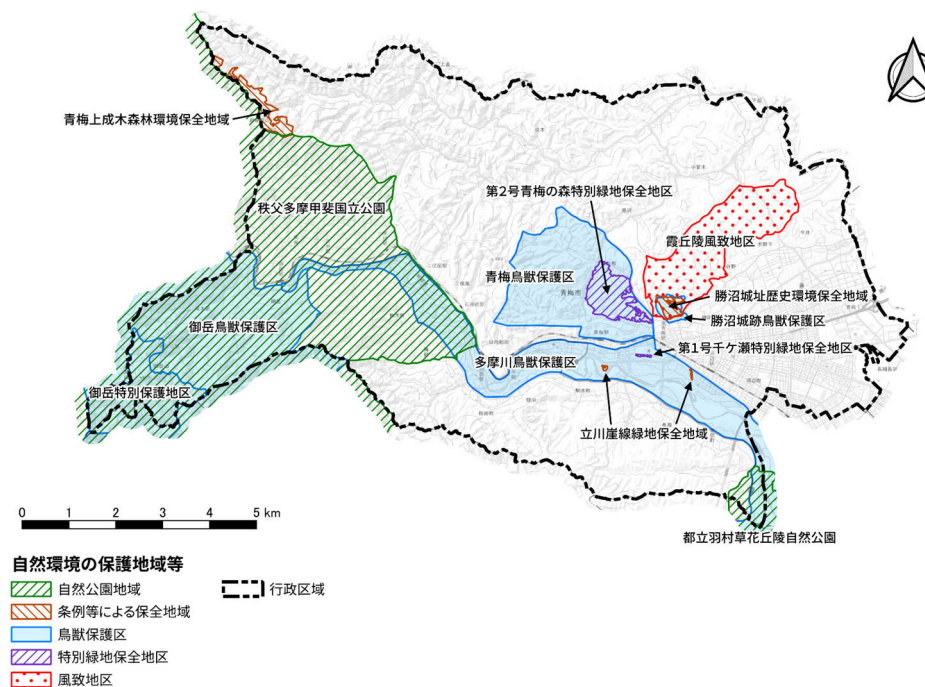 青梅上成木森林環境保全地域
秩父多摩甲斐国立公園
第2号青梅の森特別緑地保全地区
霞丘陵風致地区
青梅鳥獣保護区
青梅市
勝沼城址歴史環境保全地域
勝沼城跡鳥獣保護区
御岳鳥獣保護区
第1号千ケ瀬特別緑地保全地区
多摩川鳥獣保護区
御岳特別保護地区
立川崖線緑地保全地域
都立羽村草花丘陵自然公園
0 1 2 3 4 5 km
自然環境の保護地域等
自然公園地域
行政区域
条例等による保全地域
鳥獣保護区
特別緑地保全地区
風致地区